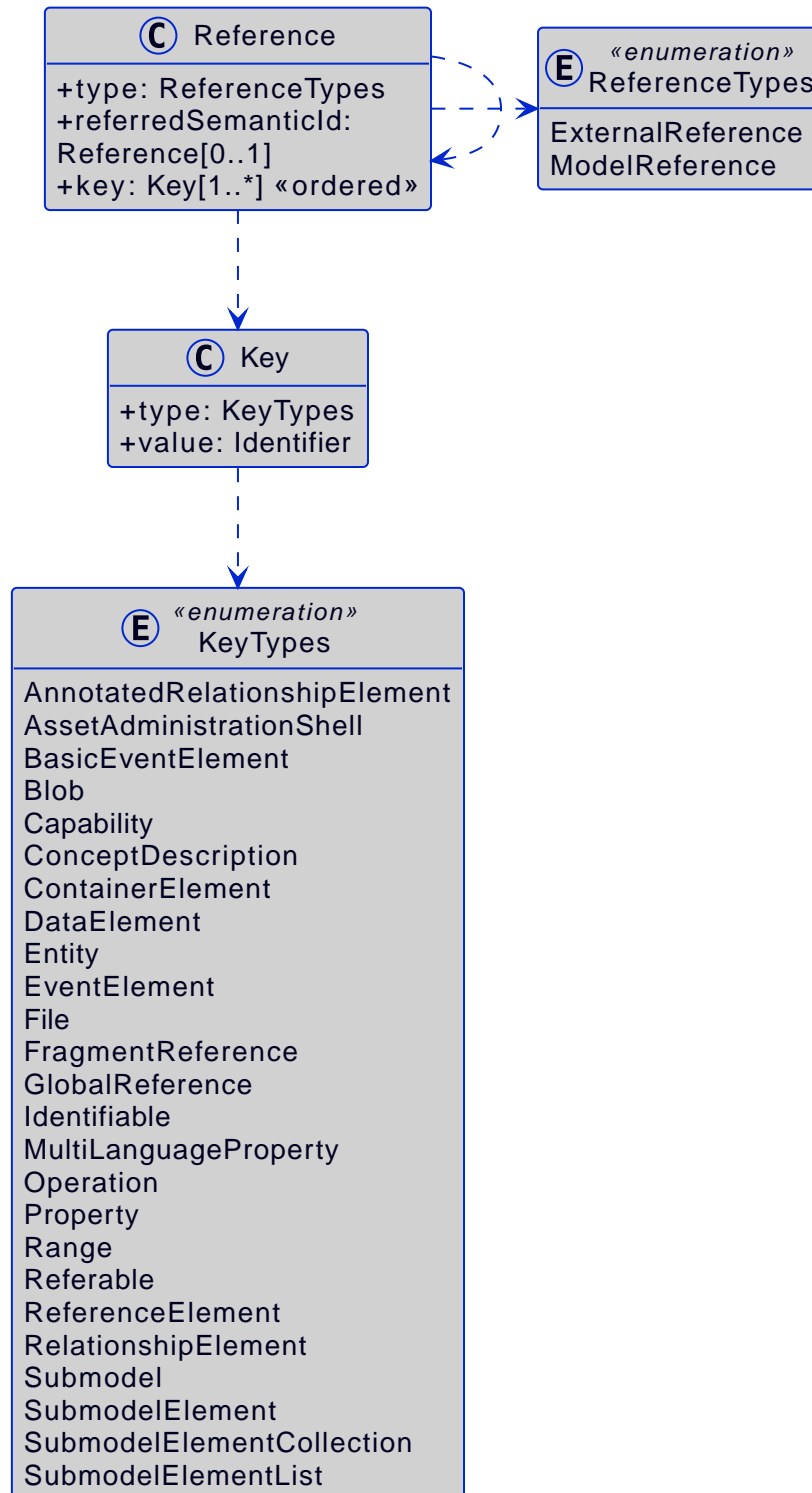 C Reference
+type: ReferenceTypes
+referredSemanticId:
Reference[0..1]
+key: Key[1..*] «ordered»
E «enumeration»
ReferenceTypes
ExternalReference
ModelReference
C Key
+type: KeyTypes
+value: Identifier
E «enumeration»
KeyTypes
AnnotatedRelationshipElement
AssetAdministrationShell
BasicEventElement
Blob
Capability
ConceptDescription
ContainerElement
DataElement
Entity
EventElement
File
FragmentReference
GlobalReference
Identifiable
MultiLanguageProperty
Operation
Property
Range
Referable
ReferenceElement
RelationshipElement
Submodel
SubmodelElement
SubmodelElementCollection
SubmodelElementList